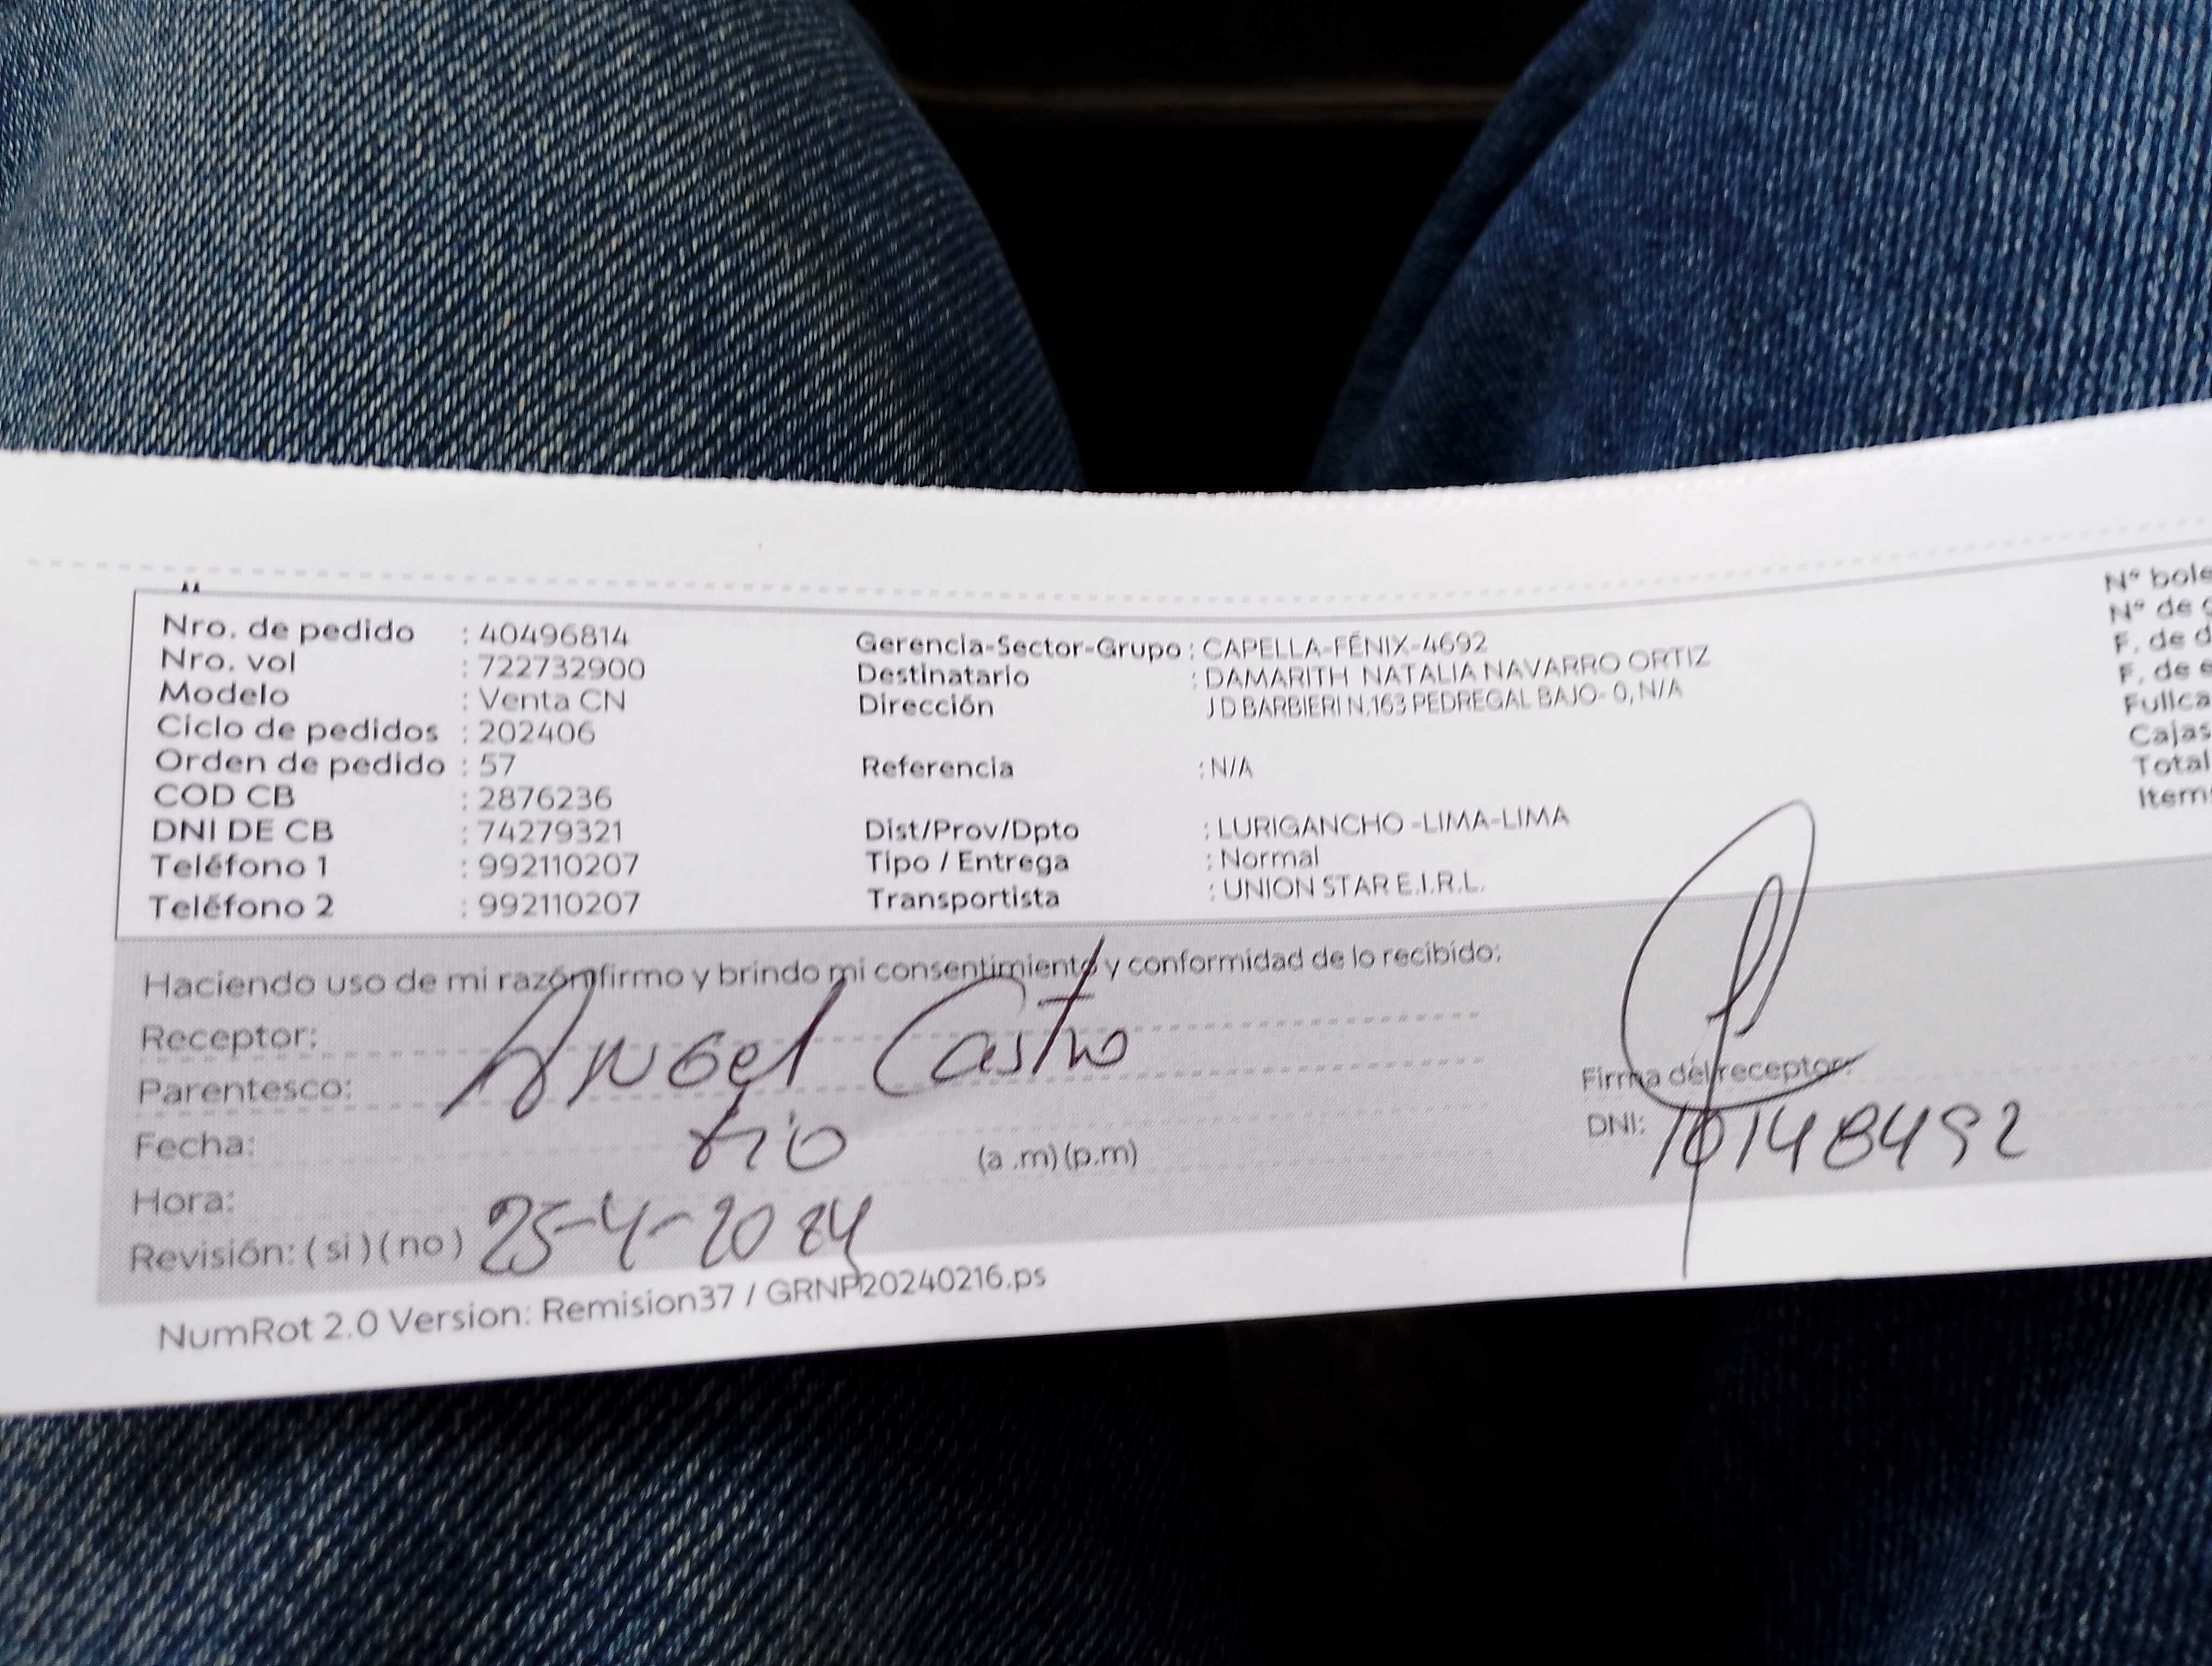 Nro. de pedido : 40496814
Nro. vol : 722732900
Modelo : Venta CN
Ciclo de pedidos : 202406
Orden de pedido : 57
COD CB : 2876236
DNI DE CB : 74279321
Teléfono 1 : 992110207
Teléfono 2 : 992110207
Gerencia-Sector-Grupo : CAPELLA-FÉNIX-4692
Destinatario : DAMARITH NATALIA NAVARRO ORTIZ
Dirección J D BARBIERI N.163 PEDREGAL BAJO- 0, N/A
Referencia : N/A
Dist/Prov/Dpto : LURIGANCHO -LIMA-LIMA
Tipo / Entrega : Normal
Transportista : UNION STAR E.I.R.L.
N° bole
N° de
F. de d
F. de e
Fullca
Cajas
Total
Item
Haciendo uso de mi razón firmo y brindo mi consentimiento y conformidad de lo recibido:
Receptor: Angel Castro
Parentesco: tio
Fecha: (a .m) (p.m)
Hora:
Revisión: ( si ) ( no ) 25-4-2024
Firma del receptor:
DNI: 10148492
NumRot 2.0 Version: Remision37 / GRNP20240216.ps